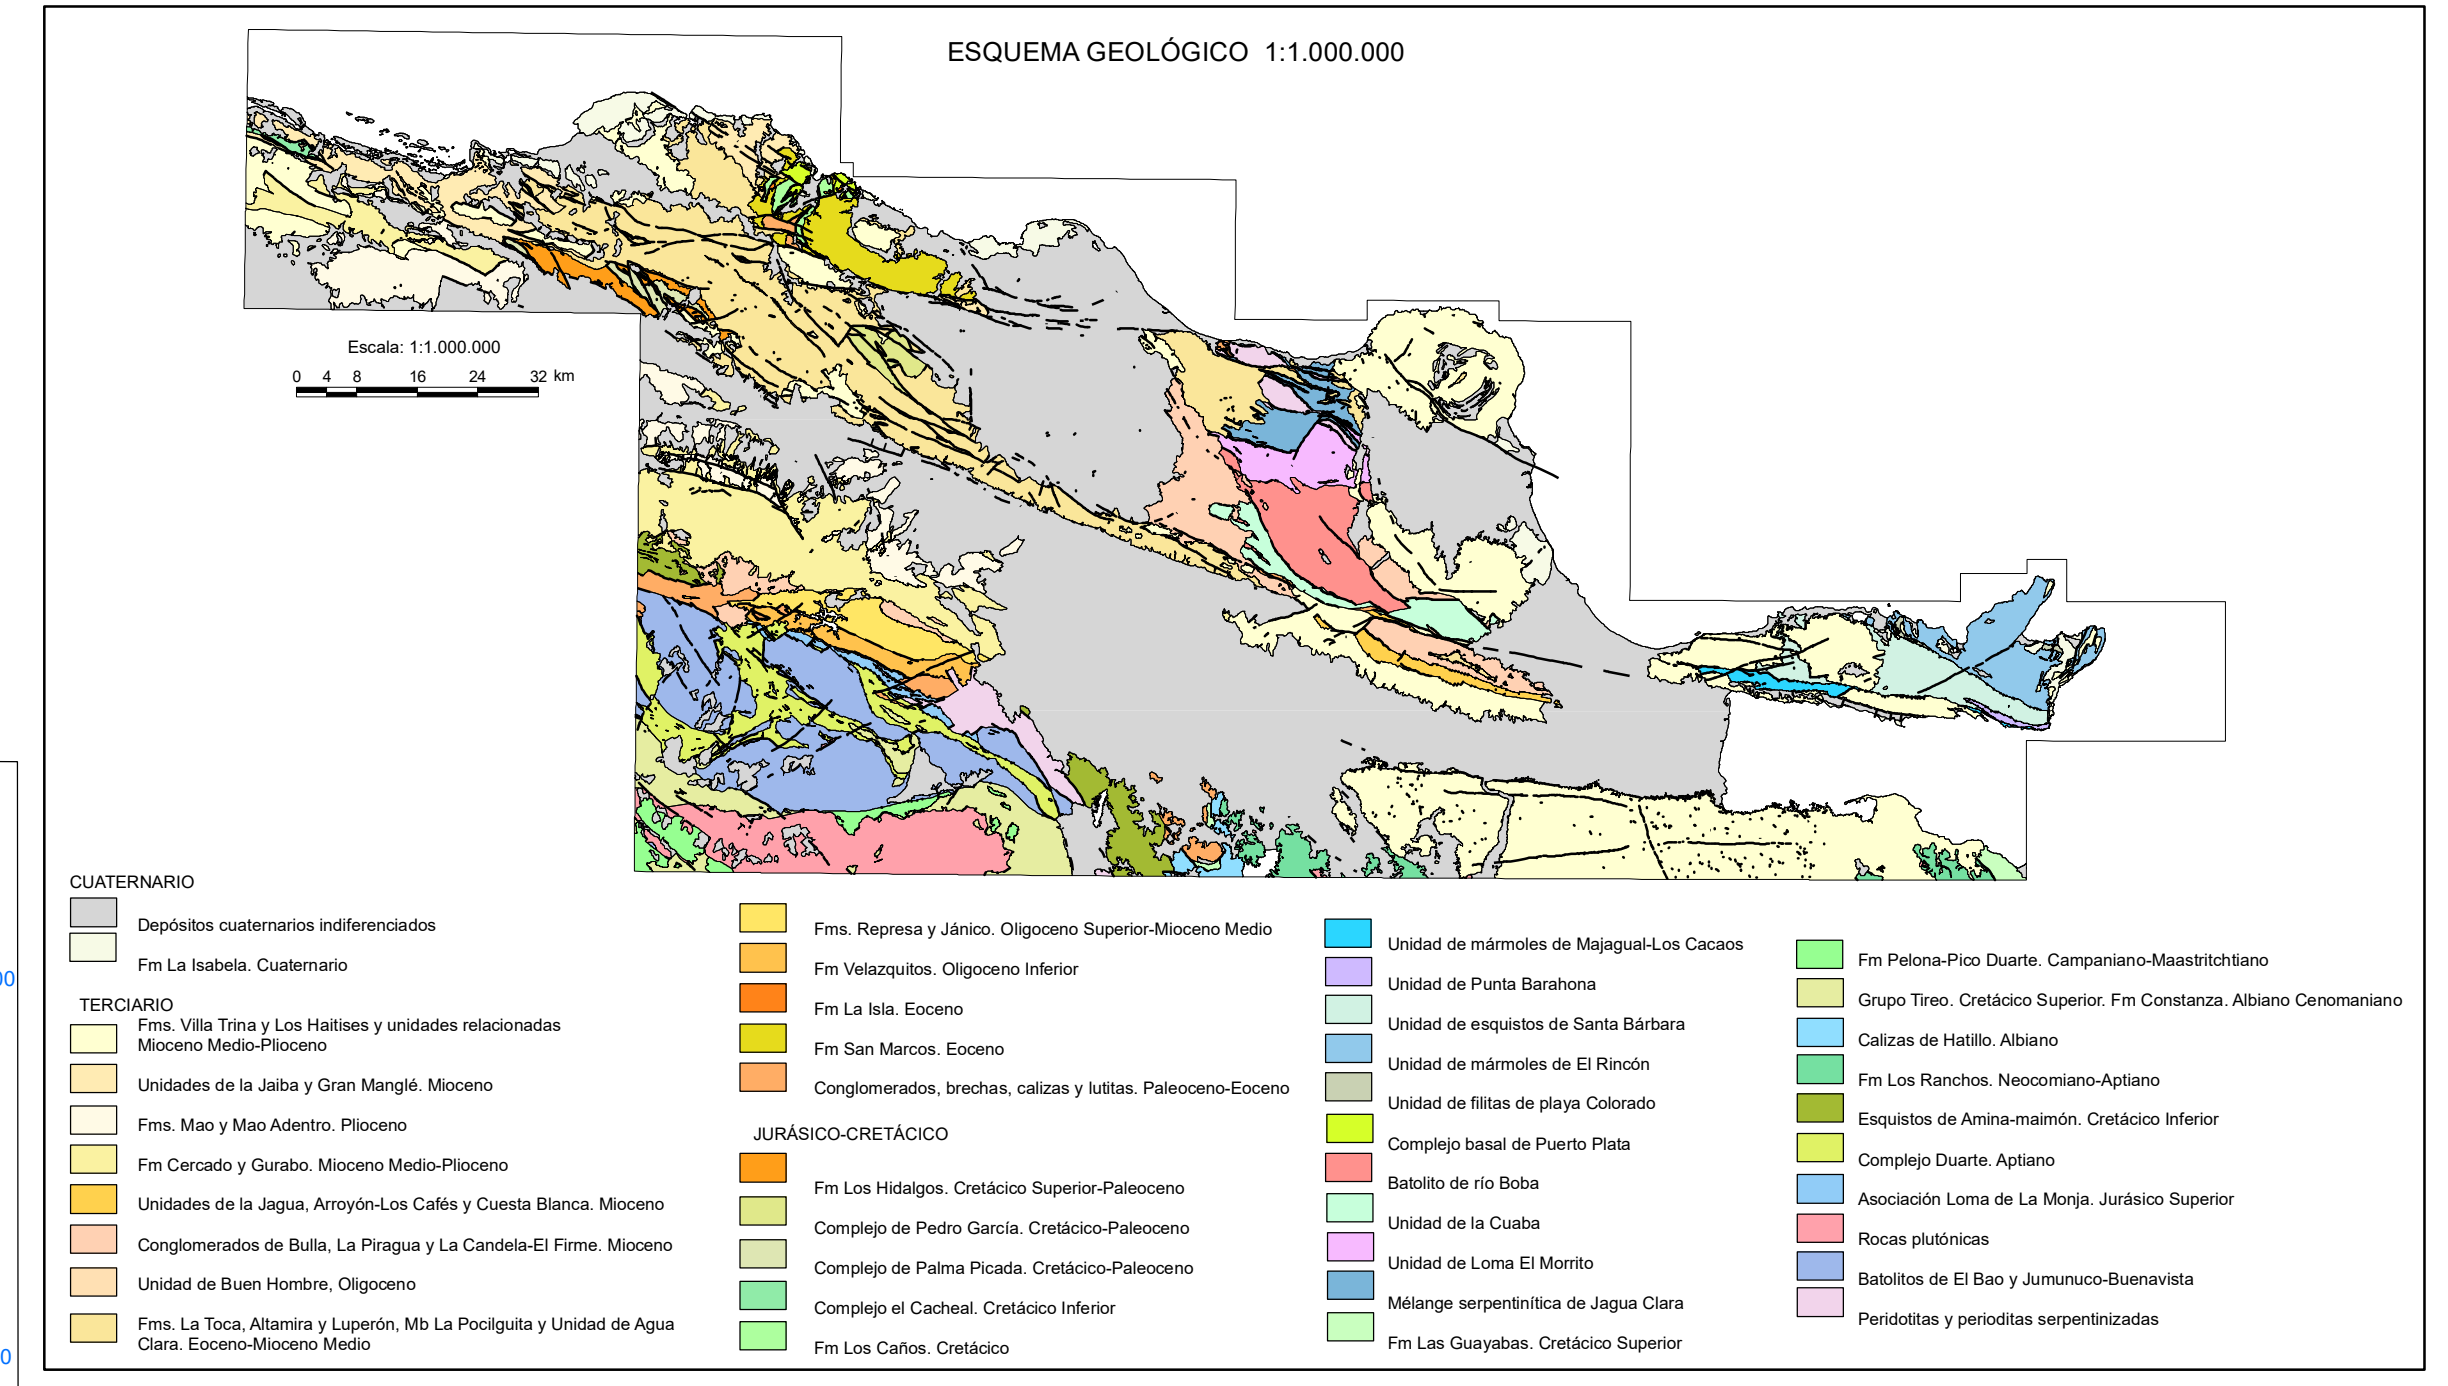 ESQUEMA GEOLÓGICO 1:1.000.000
Escala: 1:1.000.000
0 4 8 16 24 32 km
CUATERNARIO
Depósitos cuaternarios indiferenciados
Fm La Isabela. Cuaternario
TERCIARIO
Fms. Villa Trina y Los Haitises y unidades relacionadas
Mioceno Medio-Plioceno
Unidades de la Jaiba y Gran Manglé. Mioceno
Fms. Mao y Mao Adentro. Plioceno
Fm Cercado y Gurabo. Mioceno Medio-Plioceno
Unidades de la Jagua, Arroyón-Los Cafés y Cuesta Blanca. Mioceno
Conglomerados de Bulla, La Piragua y La Candela-El Firme. Mioceno
Unidad de Buen Hombre, Oligoceno
Fms. La Toca, Altamira y Luperón, Mb La Pocilguita y Unidad de Agua
Clara. Eoceno-Mioceno Medio
Fms. Represa y Jánico. Oligoceno Superior-Mioceno Medio
Fm Velazquitos. Oligoceno Inferior
Fm La Isla. Eoceno
Fm San Marcos. Eoceno
Conglomerados, brechas, calizas y lutitas. Paleoceno-Eoceno
JURÁSICO-CRETÁCICO
Fm Los Hidalgos. Cretácico Superior-Paleoceno
Complejo de Pedro García. Cretácico-Paleoceno
Complejo de Palma Picada. Cretácico-Paleoceno
Complejo el Cacheal. Cretácico Inferior
Fm Los Caños. Cretácico
Unidad de mármoles de Majagual-Los Cacaos
Unidad de Punta Barahona
Unidad de esquistos de Santa Bárbara
Unidad de mármoles de El Rincón
Unidad de filitas de playa Colorado
Complejo basal de Puerto Plata
Batolito de río Boba
Unidad de la Cuaba
Unidad de Loma El Morrito
Mélange serpentinítica de Jagua Clara
Fm Las Guayabas. Cretácico Superior
Fm Pelona-Pico Duarte. Campaniano-Maastritchtiano
Grupo Tireo. Cretácico Superior. Fm Constanza. Albiano Cenomaniano
Calizas de Hatillo. Albiano
Fm Los Ranchos. Neocomiano-Aptiano
Esquistos de Amina-maimón. Cretácico Inferior
Complejo Duarte. Aptiano
Asociación Loma de La Monja. Jurásico Superior
Rocas plutónicas
Batolitos de El Bao y Jumunuco-Buenavista
Peridotitas y perioditas serpentinizadas
00
0